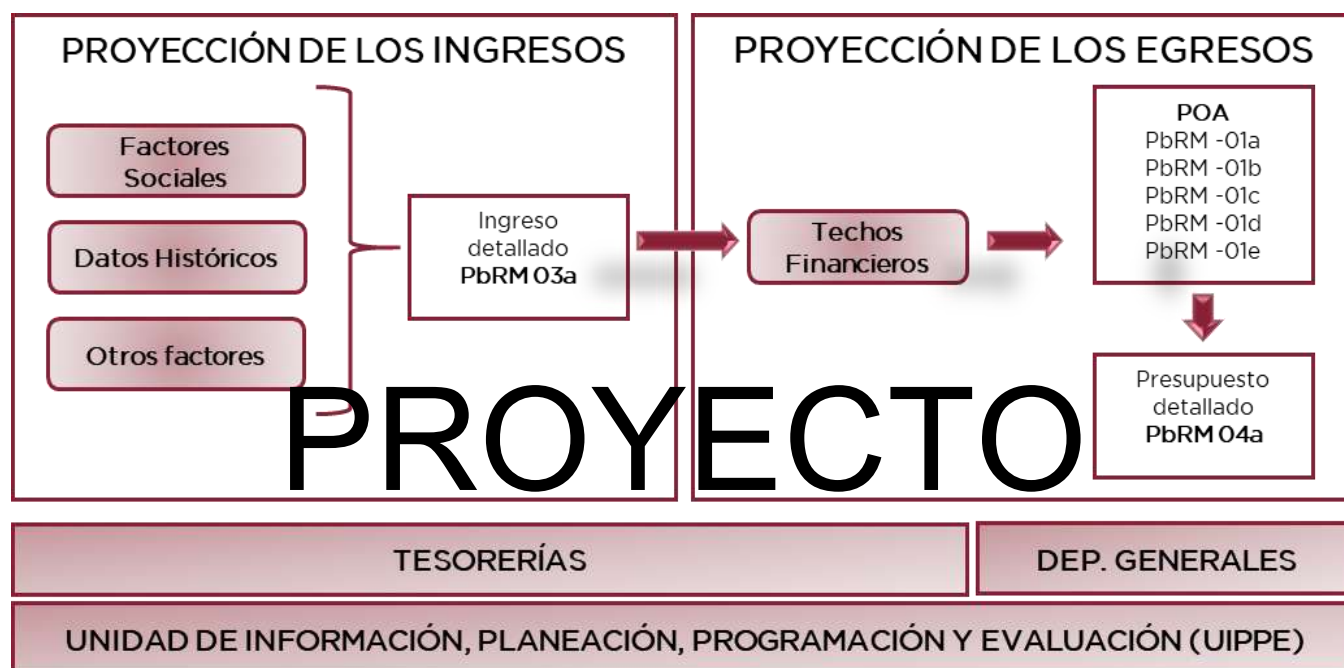 PROYECCIÓN DE LOS INGRESOS
Factores
Sociales
Datos Históricos
Otros factores
Ingreso
detallado
PbRM 03a
PROYECCIÓN DE LOS EGRESOS
Techos
Financieros
POA
PbRM -01a
PbRM -01b
PbRM -01c
PbRM -01d
PbRM -01e
Presupuesto
detallado
PbRM 04a
PROYECTO
TESORERÍAS
DEP. GENERALES
UNIDAD DE INFORMACIÓN, PLANEACIÓN, PROGRAMACIÓN Y EVALUACIÓN (UIPPE)